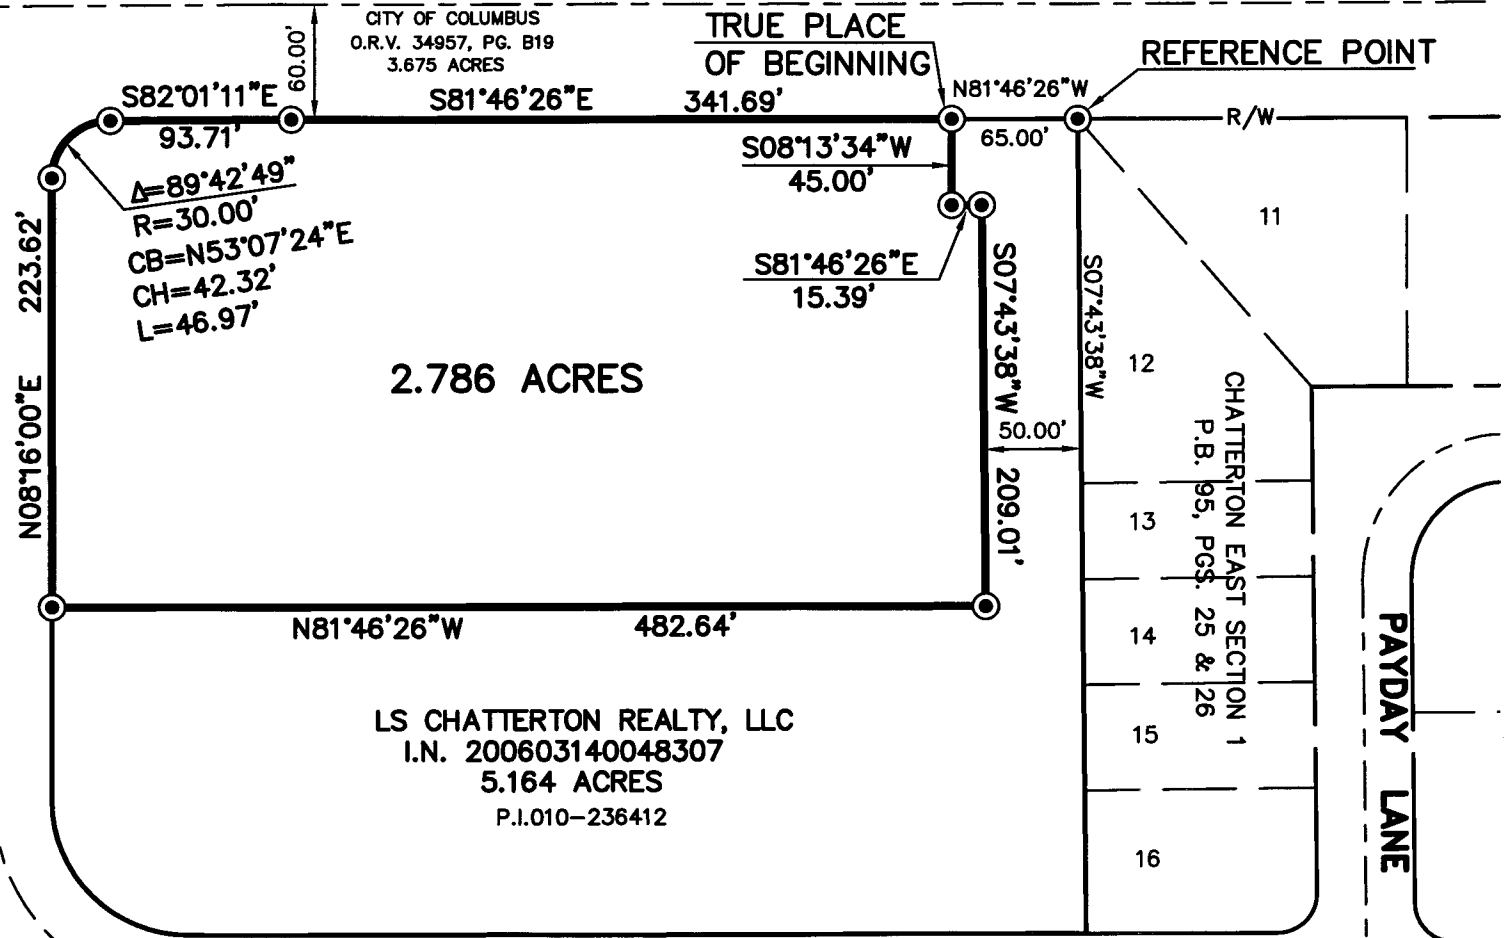 CITY OF COLUMBUS
O.R.V. 34957, PG. B19
3.675 ACRES
60.00'
TRUE PLACE
OF BEGINNING
REFERENCE POINT
S82°01'11"E
93.71'
S81°46'26"E 341.69'
N81°46'26"W
65.00'
R/W
S08°13'34"W
45.00'
Δ=89°42'49"
R=30.00'
CB=N53°07'24"E
CH=42.32'
L=46.97'
S81°46'26"E
15.39'
N08°16'00"E 223.62'
S07°43'38"W 209.01'
S07°43'38"W
50.00'
2.786 ACRES
N81°46'26"W 482.64'
LS CHATTERTON REALTY, LLC
I.N. 200603140048307
5.164 ACRES
P.I.010-236412
11
12
13
14
15
16
CHATTERTON EAST SECTION 1
P.B. 95, PGS. 25 & 26
PAYDAY LANE